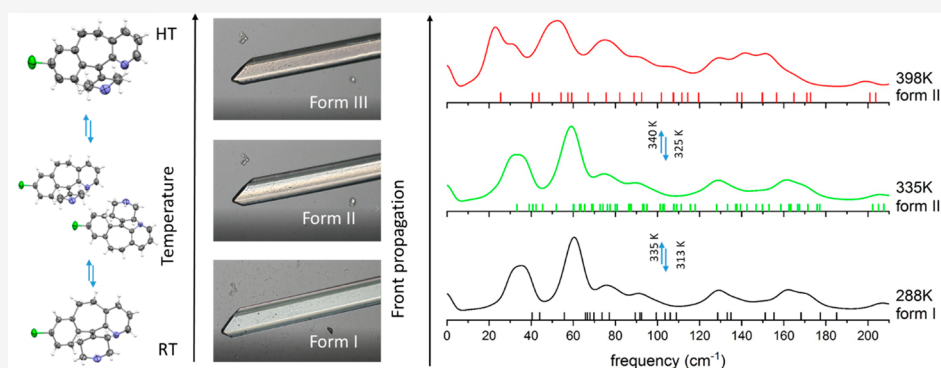 HT
Temperature
RT
Form III
Form II
Form I
Front propagation
398K
form II
340 K
325 K
335K
form II
335 K
313 K
288K
form I
0 20 40 60 80 100 120 140 160 180 200
frequency (cm⁻¹)